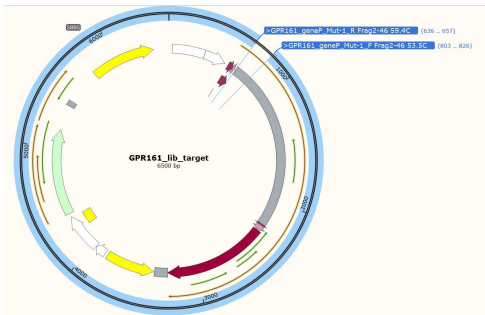 >GPR161_geneP_Mut-1_R Frag2-46 59.4C (636 .. 657)
>GPR161_geneP_Mut-1_F Frag2-46 53.5C (803 .. 826)
5885
6000
1000
2000
3000
4000
5000
GPR161_lib_target
6500 bp